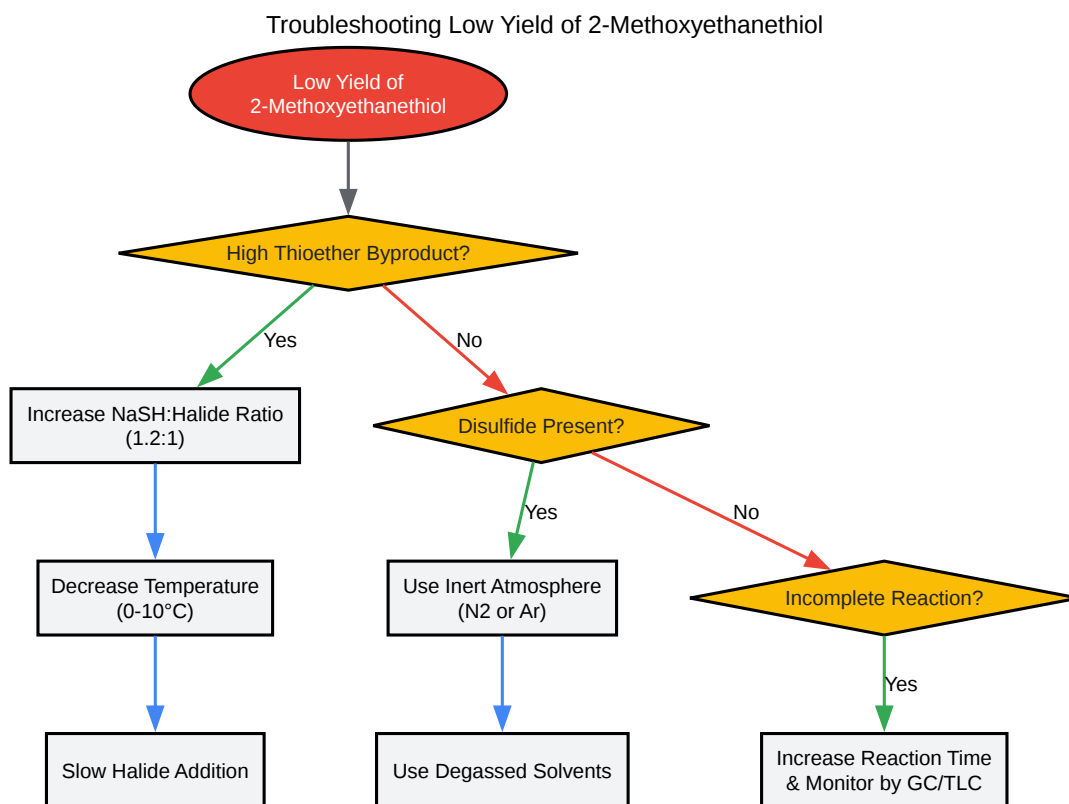 Troubleshooting Low Yield of 2-Methoxyethanethiol
Low Yield of
2-Methoxyethanethiol
High Thioether Byproduct?
Yes
No
Increase NaSH:Halide Ratio
(1.2:1)
Disulfide Present?
Yes
No
Decrease Temperature
(0-10°C)
Use Inert Atmosphere
(N2 or Ar)
Incomplete Reaction?
Yes
Slow Halide Addition
Use Degassed Solvents
Increase Reaction Time
& Monitor by GC/TLC